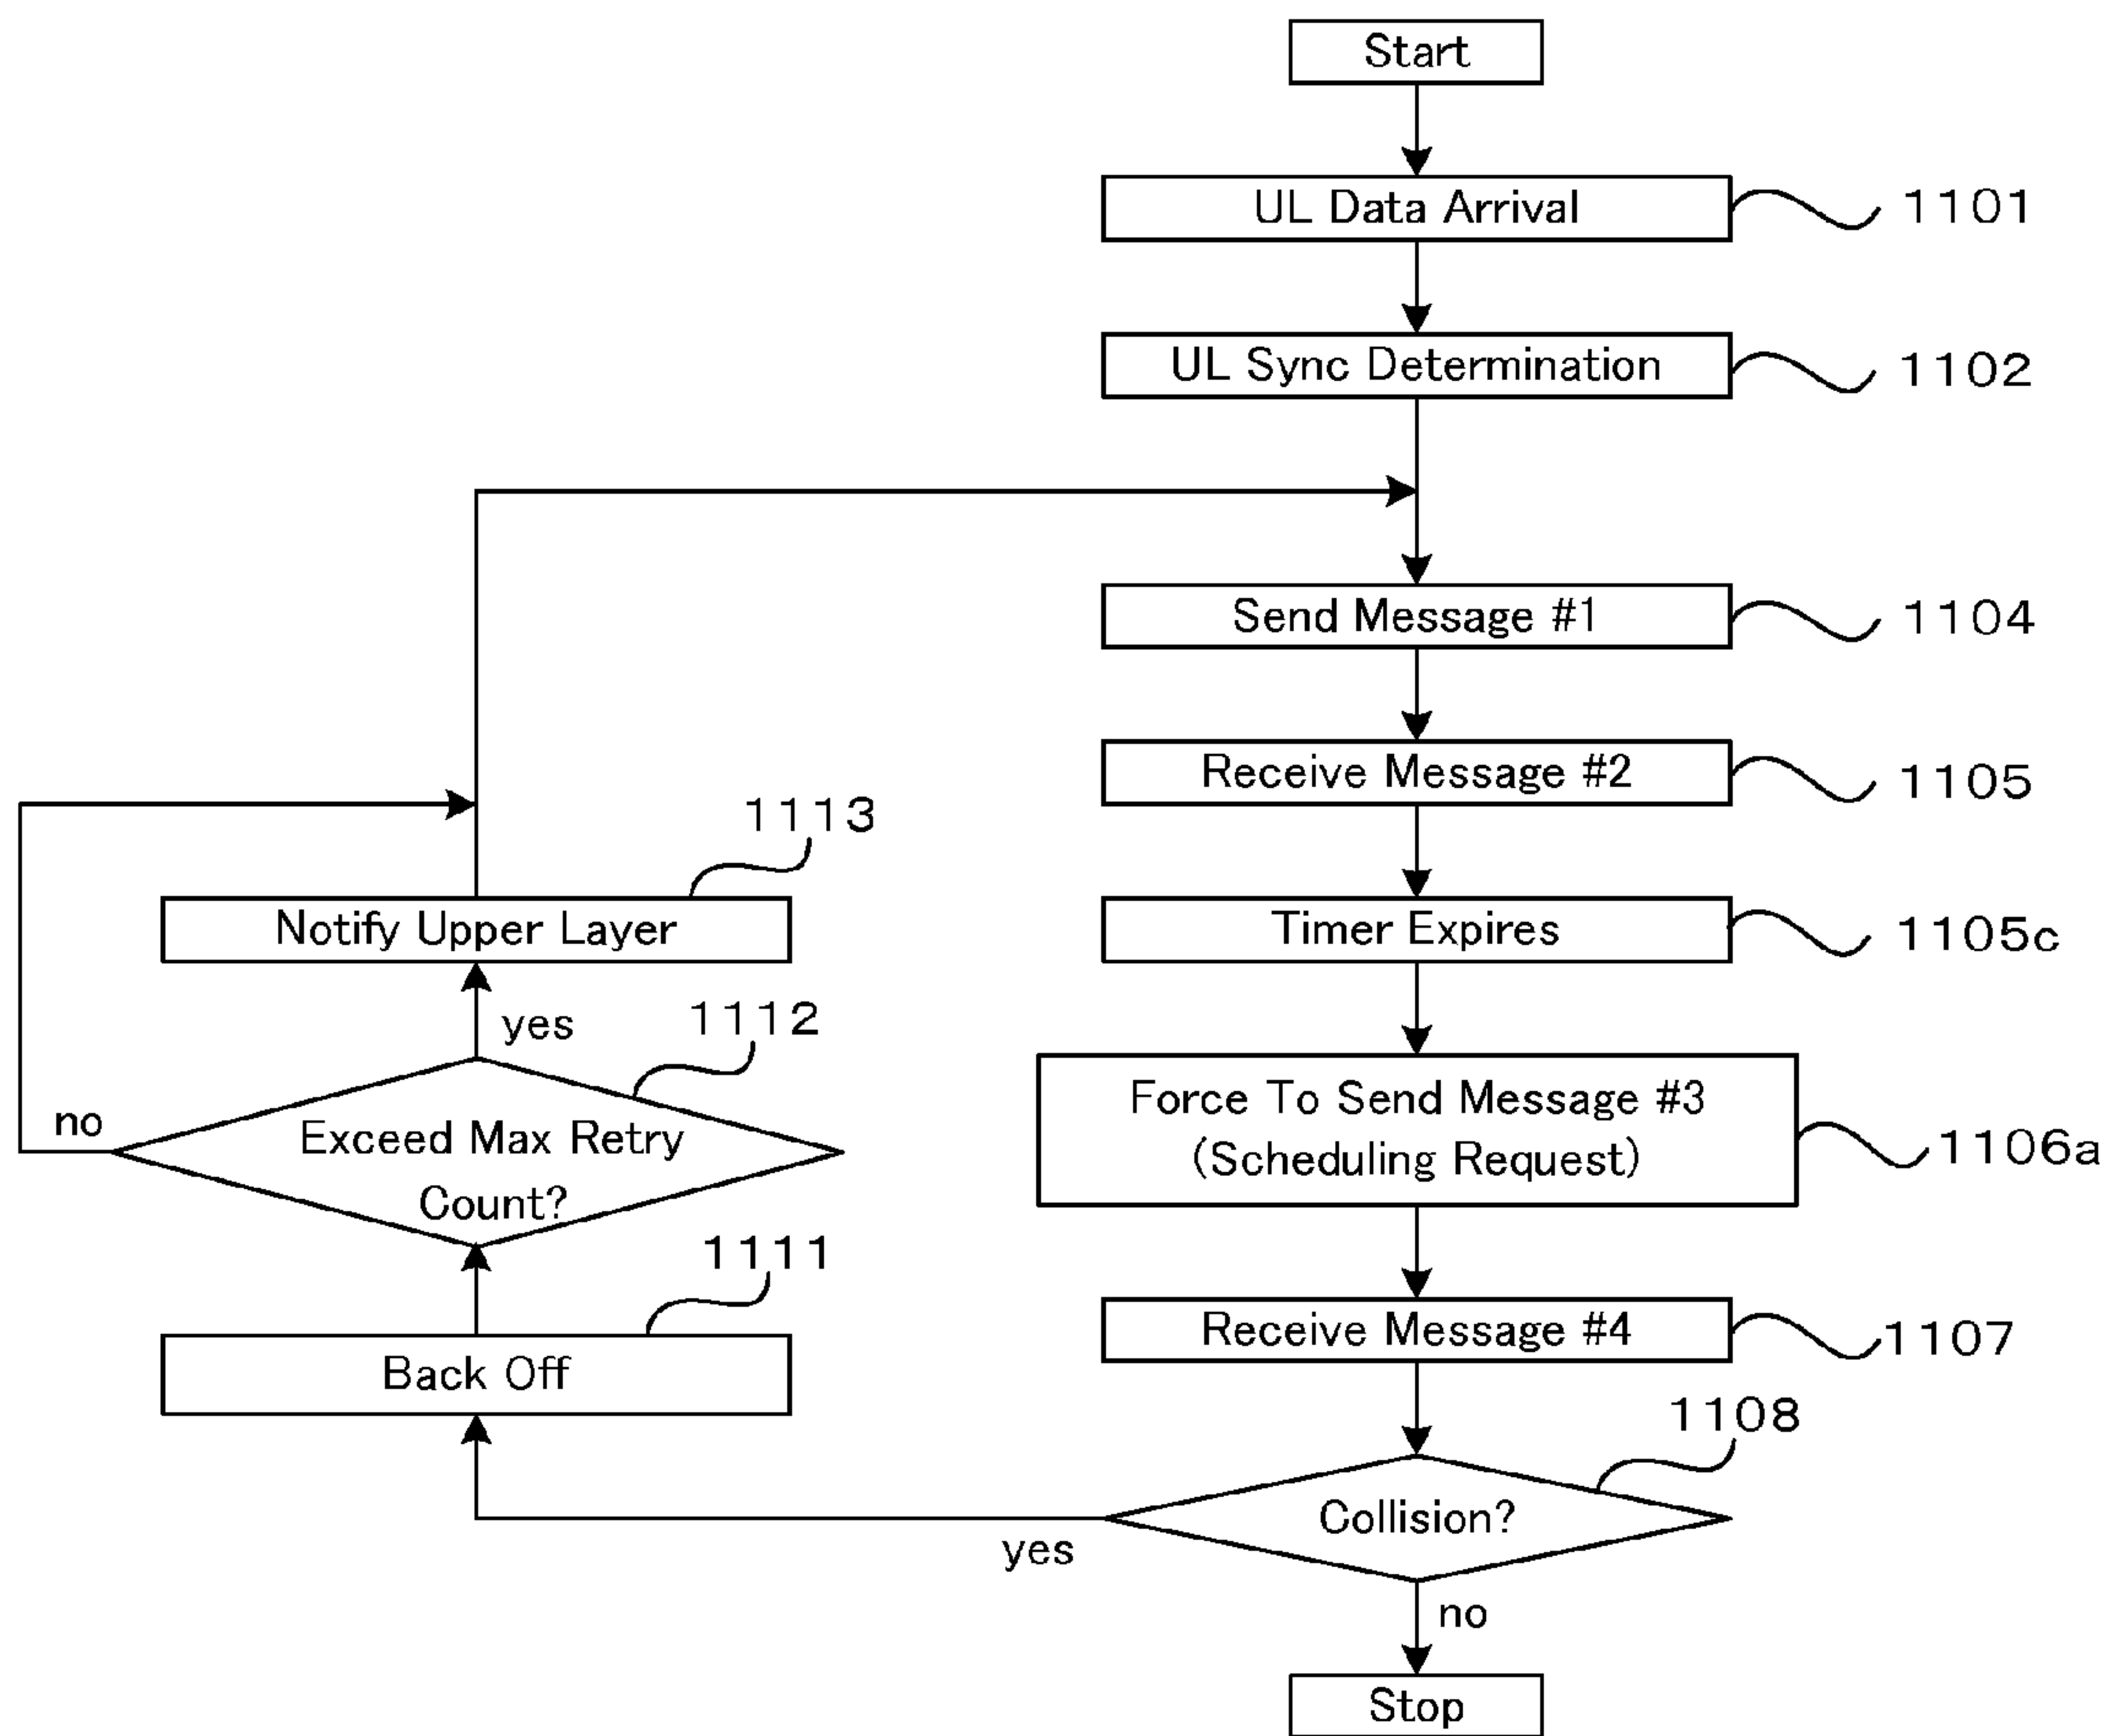 Start
UL Data Arrival
1101
UL Sync Determination
1102
Send Message #1
1104
Receive Message #2
1105
1113
Notify Upper Layer
Timer Expires
1105c
yes
1112
no
Exceed Max Retry
Count?
Force To Send Message #3
(Scheduling Request)
1106a
1111
Back Off
Receive Message #4
1107
1108
Collision?
yes
no
Stop